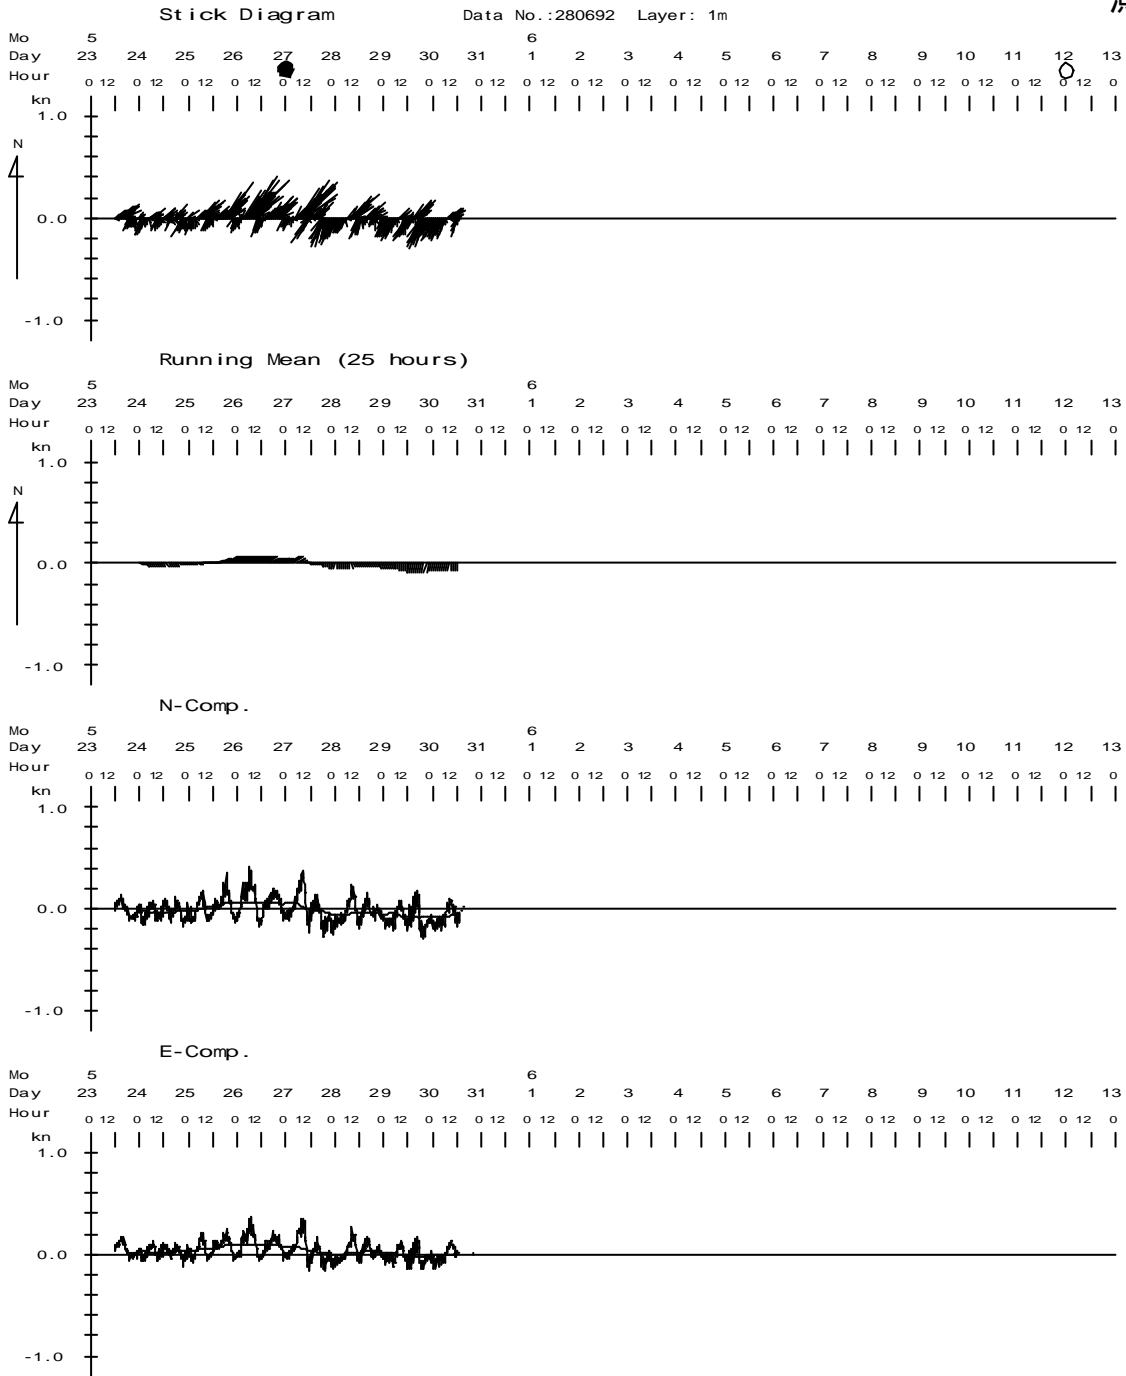 Stick Diagram Data No.:280692 Layer: 1m
Mo 5 6
Day 23 24 25 26 27 28 29 30 31 1 2 3 4 5 6 7 8 9 10 11 12 13
Hour 0 12 0 12 0 12 0 12 0 12 0 12 0 12 0 12 0 12 0 12 0 12 0 12 0 12 0 12 0 12 0 12 0 12 0 12 0 12 0 12 0 12 0
kn
1.0
N
0.0
-1.0
Running Mean (25 hours)
Mo 5 6
Day 23 24 25 26 27 28 29 30 31 1 2 3 4 5 6 7 8 9 10 11 12 13
Hour 0 12 0 12 0 12 0 12 0 12 0 12 0 12 0 12 0 12 0 12 0 12 0 12 0 12 0 12 0 12 0 12 0 12 0 12 0 12 0 12 0 12 0
kn
1.0
N
0.0
-1.0
N-Comp.
Mo 5 6
Day 23 24 25 26 27 28 29 30 31 1 2 3 4 5 6 7 8 9 10 11 12 13
Hour 0 12 0 12 0 12 0 12 0 12 0 12 0 12 0 12 0 12 0 12 0 12 0 12 0 12 0 12 0 12 0 12 0 12 0 12 0 12 0 12 0 12 0
kn
1.0
0.0
-1.0
E-Comp.
Mo 5 6
Day 23 24 25 26 27 28 29 30 31 1 2 3 4 5 6 7 8 9 10 11 12 13
Hour 0 12 0 12 0 12 0 12 0 12 0 12 0 12 0 12 0 12 0 12 0 12 0 12 0 12 0 12 0 12 0 12 0 12 0 12 0 12 0 12 0 12 0
kn
1.0
0.0
-1.0